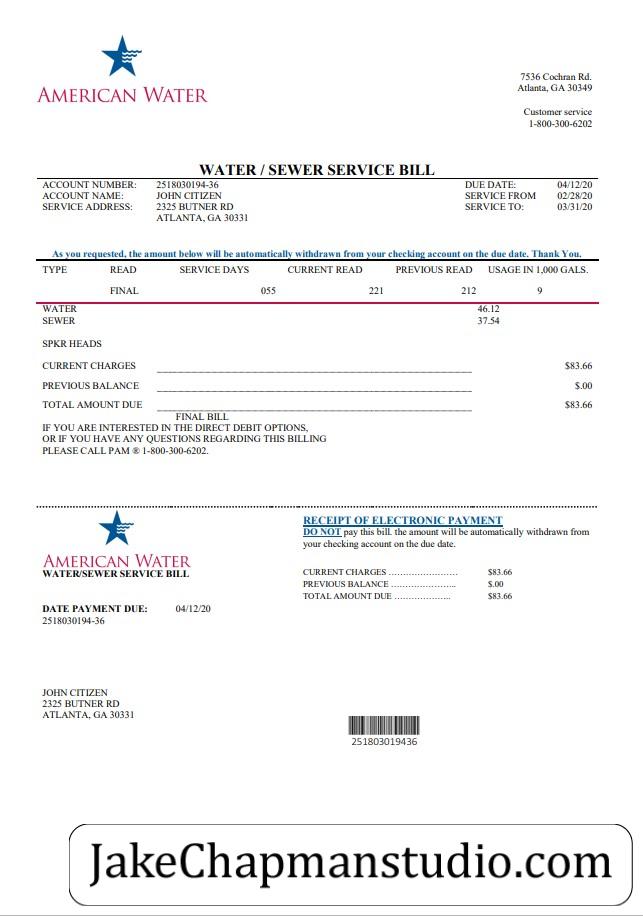 AMERICAN WATER
7536 Cochran Rd.
Atlanta, GA 30349
Customer service
1-800-300-6202
WATER / SEWER SERVICE BILL
ACCOUNT NUMBER: 2518030194-36 DUE DATE: 04/12/20
ACCOUNT NAME: JOHN CITIZEN SERVICE FROM 02/28/20
SERVICE ADDRESS: 2325 BUTNER RD SERVICE TO: 03/31/20
ATLANTA, GA 30331
As you requested, the amount below will be automatically withdrawn from your checking account on the due date. Thank You.
TYPE READ SERVICE DAYS CURRENT READ PREVIOUS READ USAGE IN 1,000 GALS.
FINAL 055 221 212 9
WATER 46.12
SEWER 37.54
SPKR HEADS
CURRENT CHARGES $83.66
PREVIOUS BALANCE $.00
TOTAL AMOUNT DUE $83.66
FINAL BILL
IF YOU ARE INTERESTED IN THE DIRECT DEBIT OPTIONS,
OR IF YOU HAVE ANY QUESTIONS REGARDING THIS BILLING
PLEASE CALL PAM ® 1-800-300-6202.
AMERICAN WATER
WATER/SEWER SERVICE BILL
DATE PAYMENT DUE: 04/12/20
2518030194-36
RECEIPT OF ELECTRONIC PAYMENT
DO NOT pay this bill. the amount will be automatically withdrawn from
your checking account on the due date.
CURRENT CHARGES ........................ $83.66
PREVIOUS BALANCE ...................... $.00
TOTAL AMOUNT DUE .................... $83.66
JOHN CITIZEN
2325 BUTNER RD
ATLANTA, GA 30331
251803019436
JakeChapmanstudio.com